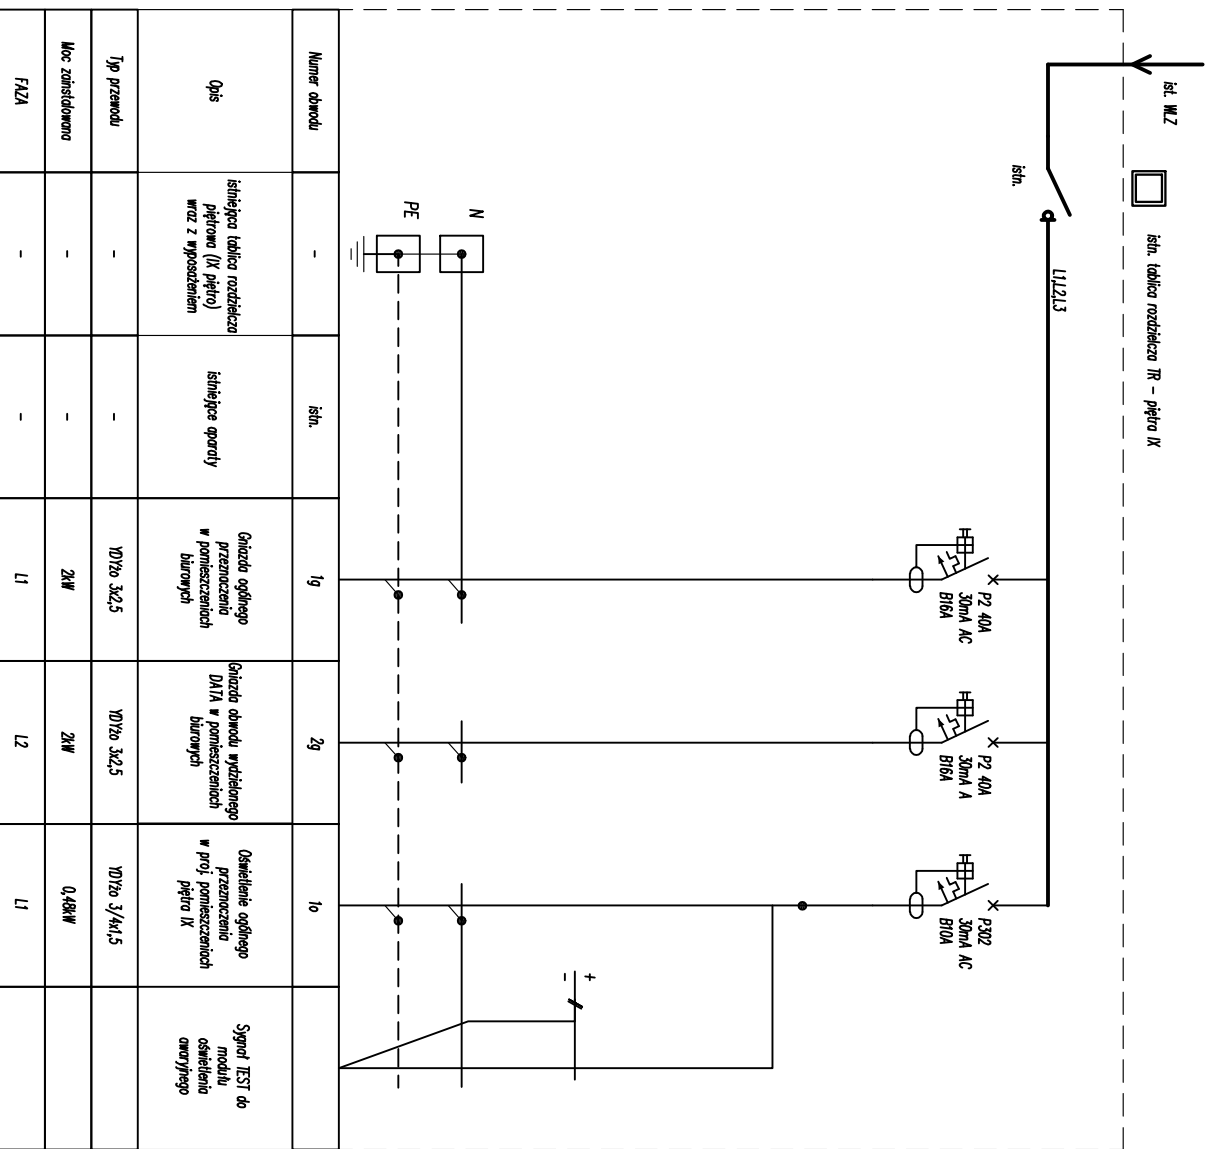 ist. WLZ
istn. tablica rozdzielcza TR - piętra IX
istn.
L1,L2,L3
P2 40A
30mA AC
B16A
P2 40A
30mA A
B16A
P302
30mA AC
B10A
+
-
N
PE
Numer obwodu
-
istn.
1g
2g
1o
Opis
istniejąca tablica rozdzielcza
piętrowa (IX piętro)
wraz z wyposażeniem
istniejące aparaty
Gniazda ogólnego
przeznaczenia
w pomieszczeniach
biurowych
Gniazda obwodu wydzielonego
DATA w pomieszczeniach
biurowych
Oświetlenie ogólnego
przeznaczenia
w proj. pomieszczeniach
piętra IX
Sygnał TEST do
modułu
oświetlenia
awaryjnego
Typ przewodu
-
-
YDYżo 3x2,5
YDYżo 3x2,5
YDYżo 3/4x1,5
Moc zainstalowana
-
-
2kW
2kW
0,48kW
FAZA
-
-
L1
L2
L1